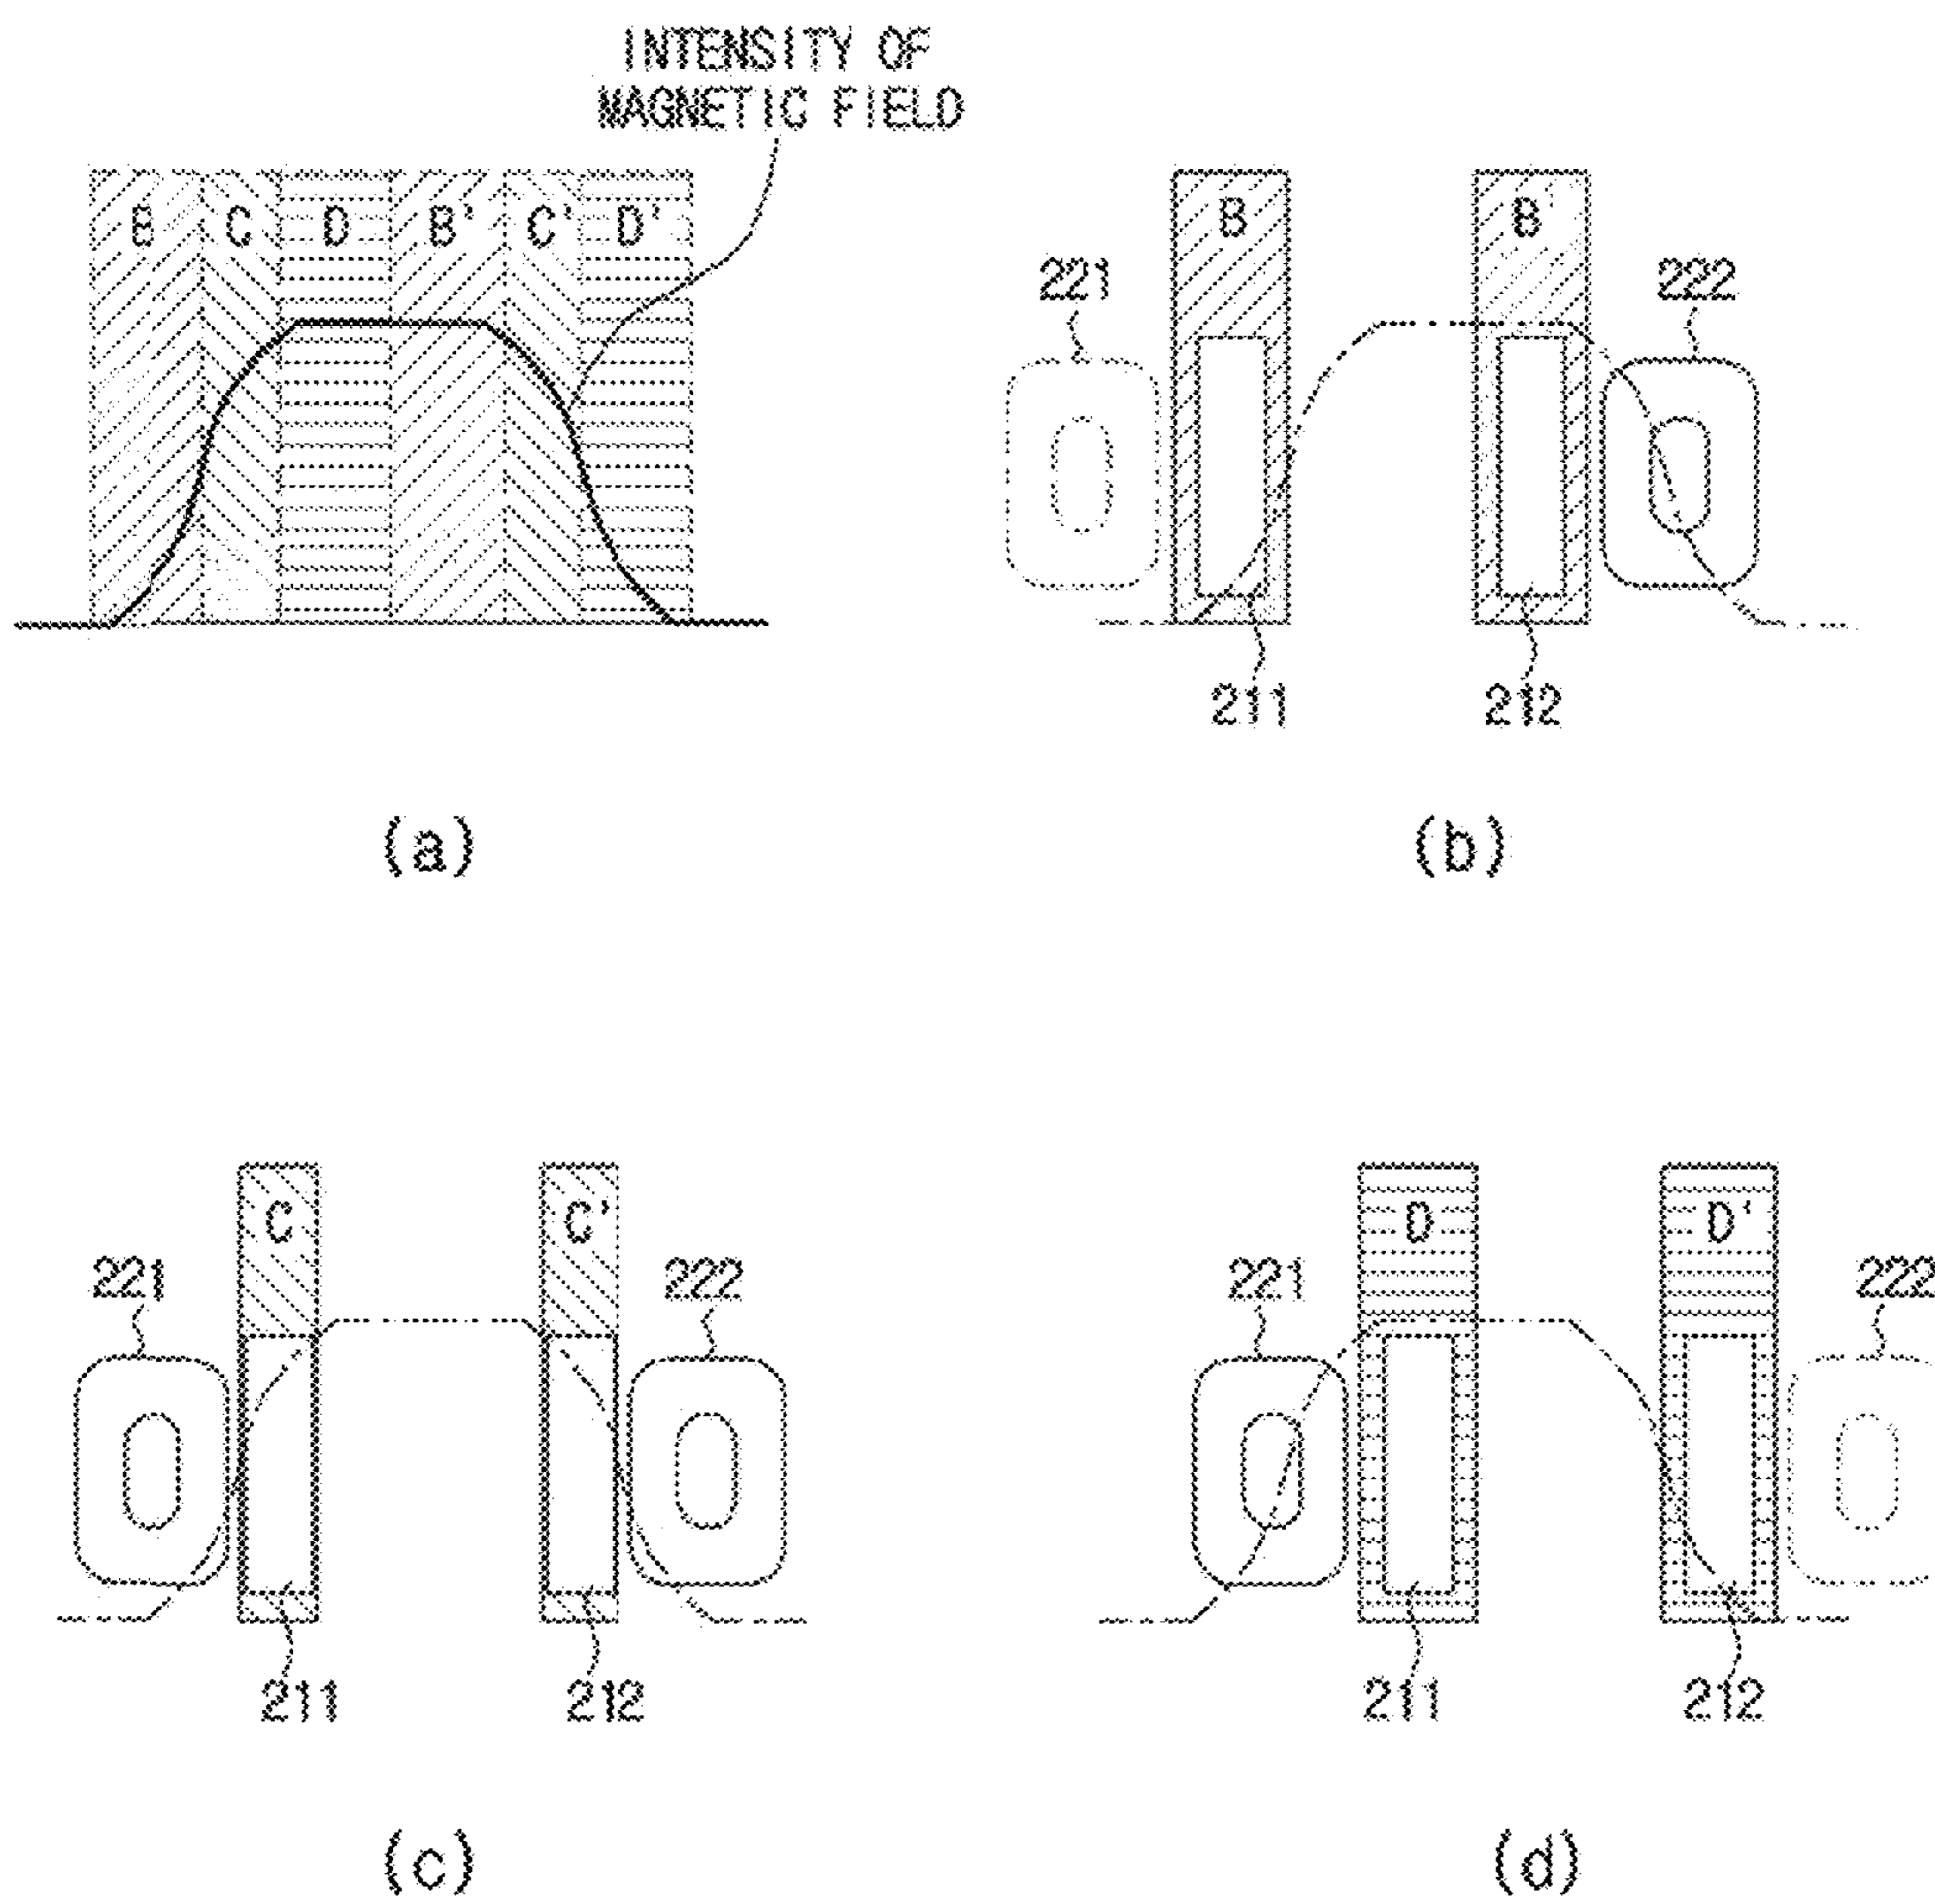 INTENSITY OF
MAGNETIC FIELD
B C D B' C' D'
(a)
B B'
221 222
211 212
(b)
C C'
221 222
211 212
(c)
D D'
221 222
211 212
(d)